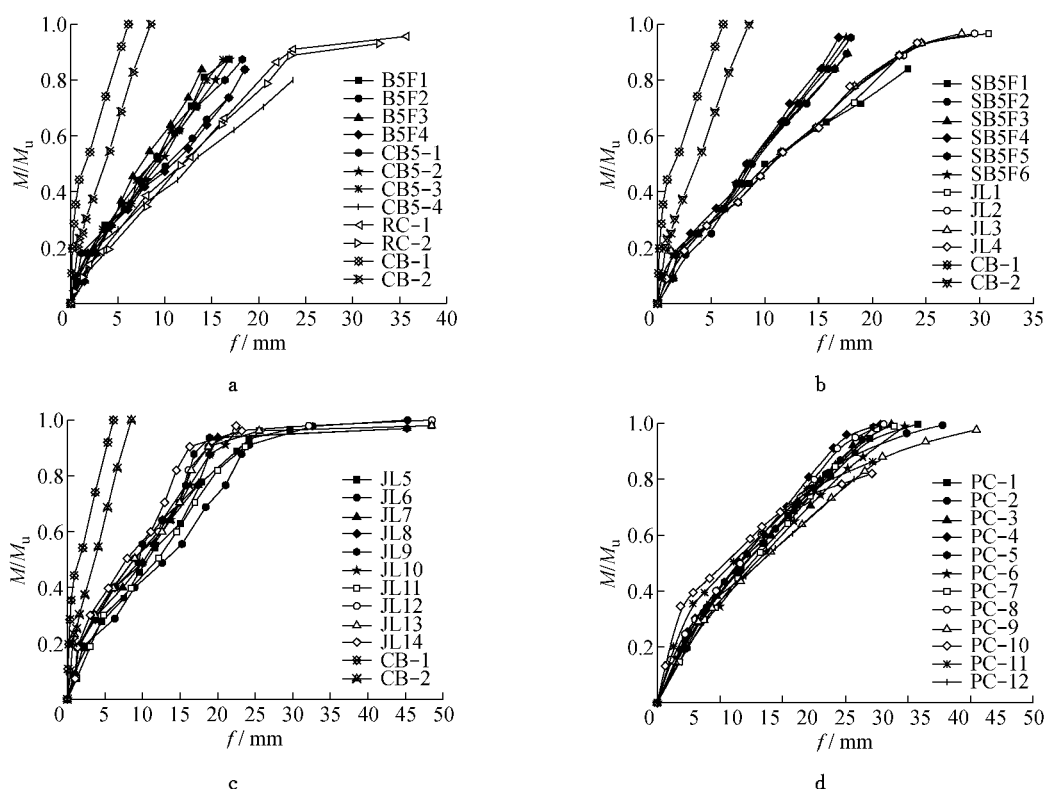 M/Mu
1.0
0.8
0.6
0.4
0.2
0 5 10 15 20 25 30 35 40
f / mm
B5F1
B5F2
B5F3
B5F4
CB5-1
CB5-2
CB5-3
CB5-4
RC-1
RC-2
CB-1
CB-2
a
M/Mu
1.0
0.8
0.6
0.4
0.2
0 5 10 15 20 25 30 35
f / mm
SB5F1
SB5F2
SB5F3
SB5F4
SB5F5
SB5F6
JL1
JL2
JL3
JL4
CB-1
CB-2
b
M/Mu
1.0
0.8
0.6
0.4
0.2
0 5 10 15 20 25 30 35 40 45 50
f / mm
JL5
JL6
JL7
JL8
JL9
JL10
JL11
JL12
JL13
JL14
CB-1
CB-2
c
M/Mu
1.0
0.8
0.6
0.4
0.2
0 5 10 12 15 20 25 30 35 40 45 50
f / mm
PC-1
PC-2
PC-3
PC-4
PC-5
PC-6
PC-7
PC-8
PC-9
PC-10
PC-11
PC-12
d